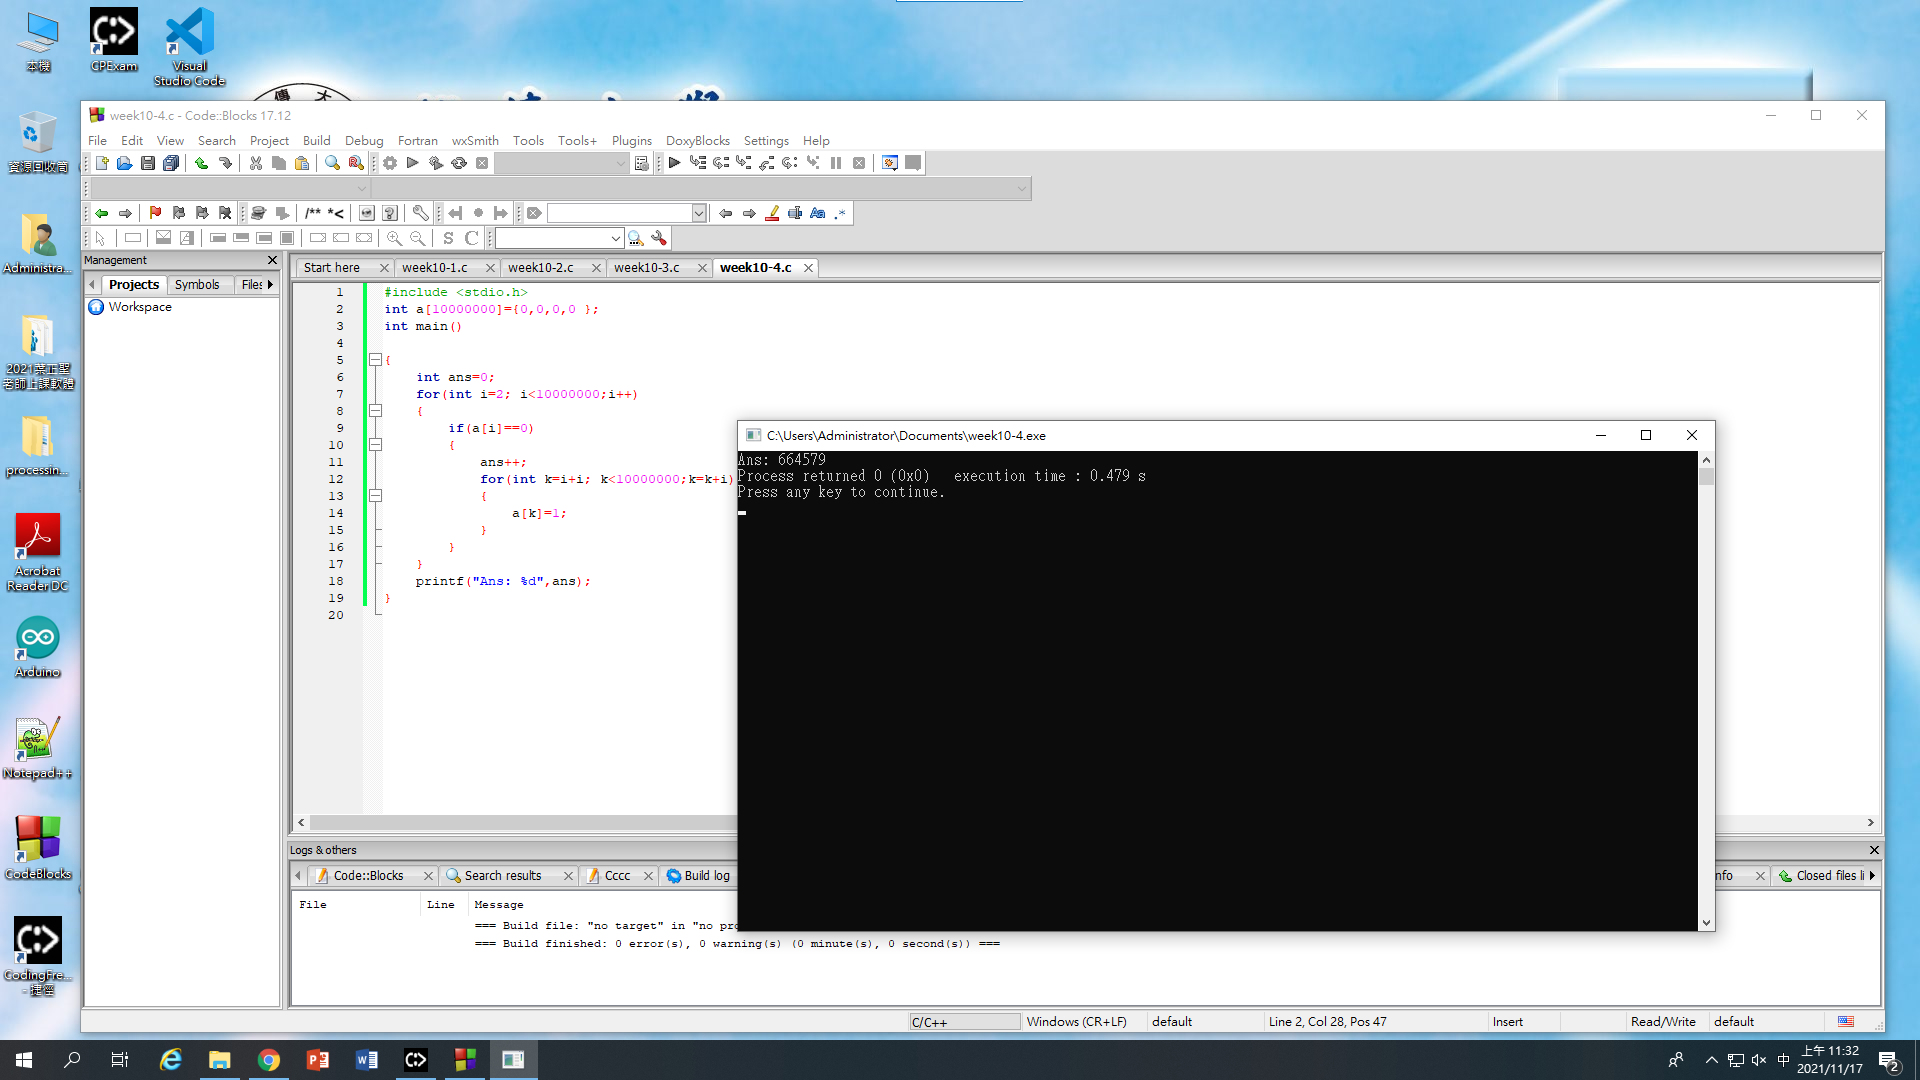 本機
CPExam
Visual
Studio Code
資源回收筒
Administra...
2021葉正聖
老師上課軟體
processin...
Acrobat
Reader DC
Arduino
Notepad++
CodeBlocks
CodingFre...
- 捷徑
week10-4.c - Code::Blocks 17.12
File Edit View Search Project Build Debug Fortran wxSmith Tools Tools+ Plugins DoxyBlocks Settings Help
/** *<
Aa .*
S C
Management
Projects Symbols Files
Workspace
Start here week10-1.c week10-2.c week10-3.c week10-4.c
1 #include <stdio.h>
2 int a[10000000]={0,0,0,0 };
3 int main()
4
5 {
6 int ans=0;
7 for(int i=2; i<10000000;i++)
8 {
9 if(a[i]==0)
10 {
11 ans++;
12 for(int k=i+i; k<10000000;k=k+i)
13 {
14 a[k]=1;
15 }
16 }
17 }
18 printf("Ans: %d",ans);
19 }
20
C:\Users\Administrator\Documents\week10-4.exe
Ans: 664579
Process returned 0 (0x0)   execution time : 0.479 s
Press any key to continue.
Logs & others
Code::Blocks Search results Cccc Build log nfo Closed files li
File Line Message
=== Build file: "no target" in "no pro
=== Build finished: 0 error(s), 0 warning(s) (0 minute(s), 0 second(s)) ===
C/C++ Windows (CR+LF) default Line 2, Col 28, Pos 47 Insert Read/Write default
中
上午 11:32
2021/11/17
2